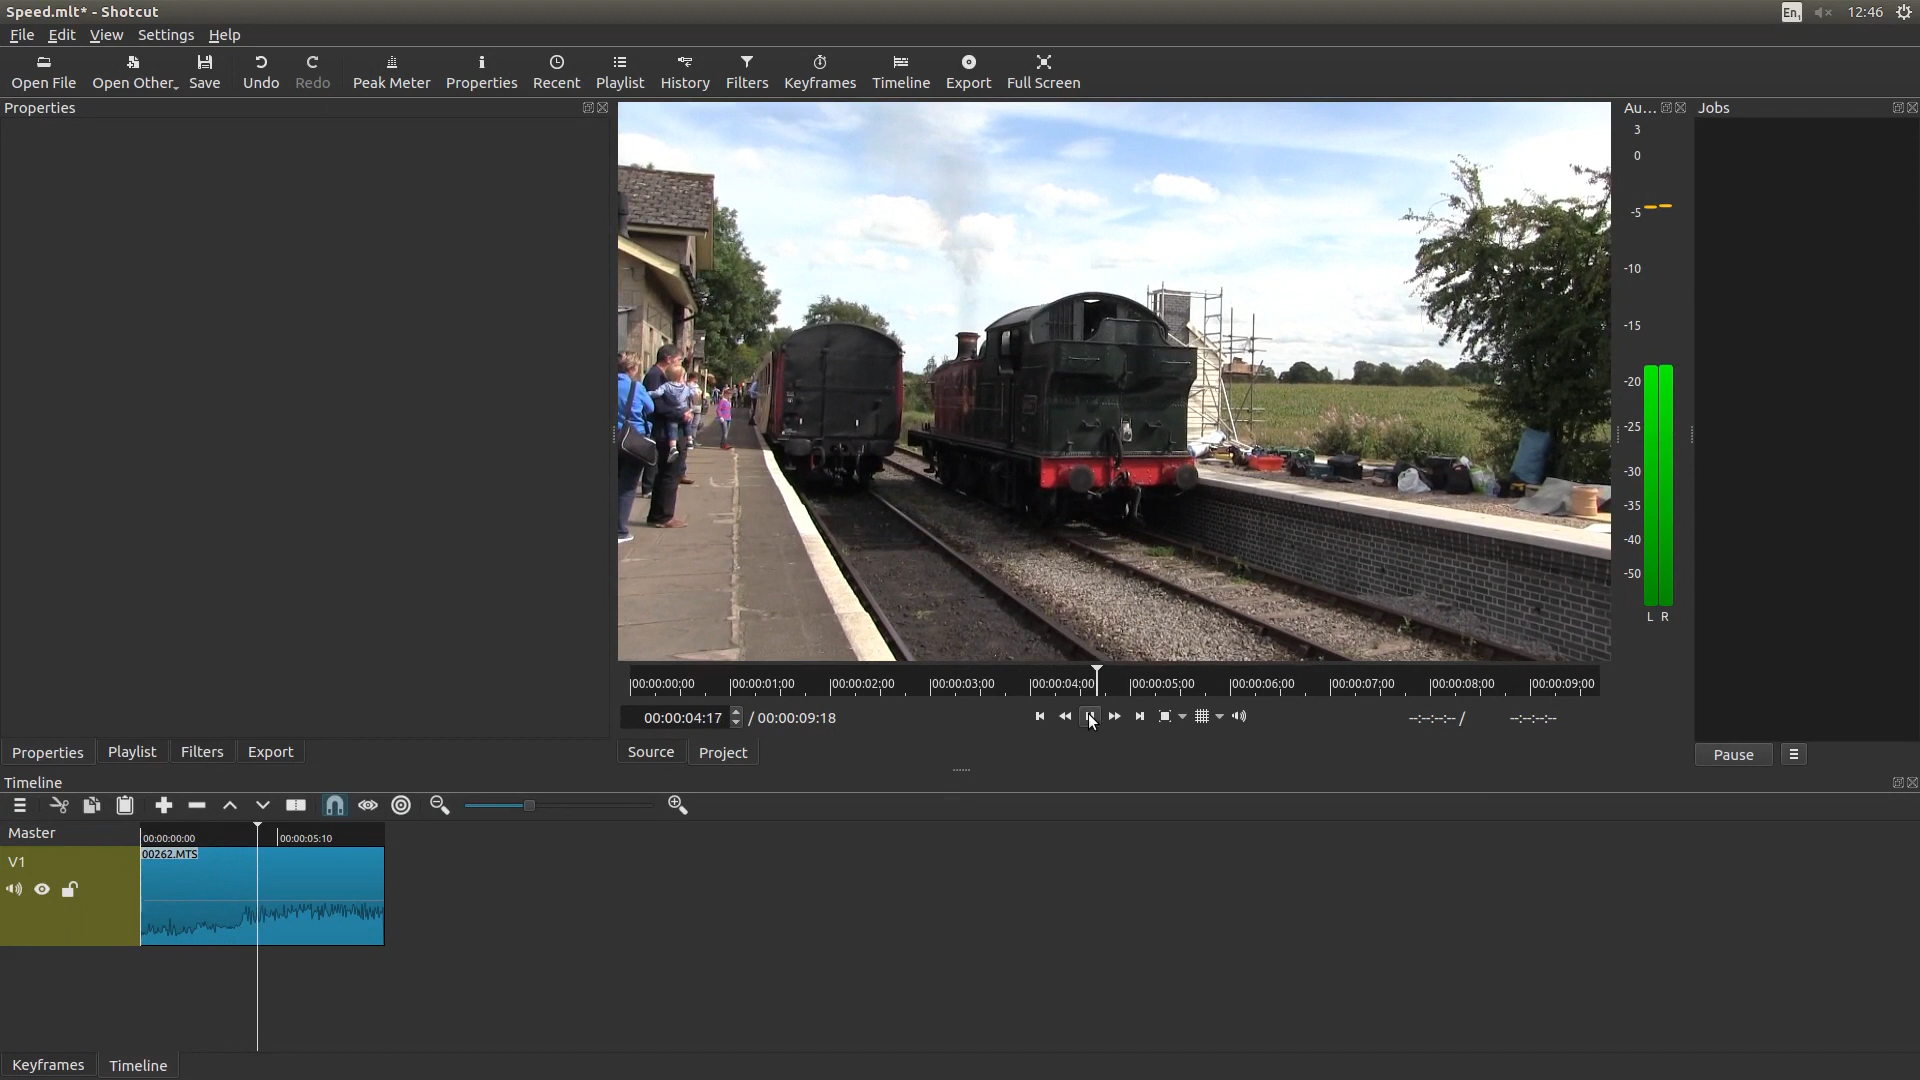 Speed.mlt* - Shotcut
En1 12:46
File Edit View Settings Help
Open File Open Other Save Undo Redo Peak Meter Properties Recent Playlist History Filters Keyframes Timeline Export Full Screen
Properties
Au... Jobs
3
0
-5
-10
-15
-20
-25
-30
-35
-40
-50
L R
00:00:00:00 00:00:01:00 00:00:02:00 00:00:03:00 00:00:04:00 00:00:05:00 00:00:06:00 00:00:07:00 00:00:08:00 00:00:09:00
00:00:04:17 / 00:00:09:18 --:--:--:-- / --:--:--:--
Properties Playlist Filters Export
Source Project
Pause
Timeline
Master
00:00:00:00 00:00:05:10
V1
00262.MTS
Keyframes Timeline